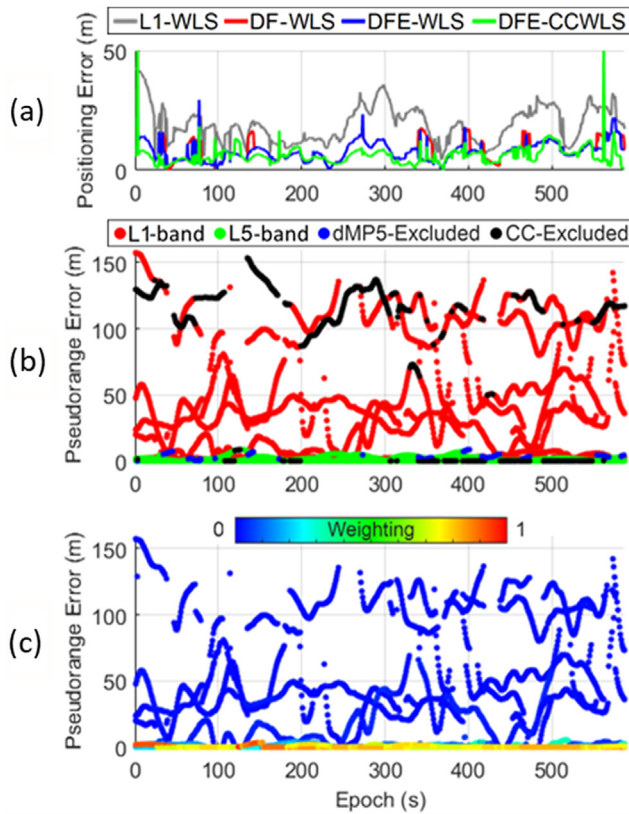 L1-WLS DF-WLS DFE-WLS DFE-CCWLS
(a)
Positioning Error (m)
50
0
0 100 200 300 400 500
L1-band L5-band dMP5-Excluded CC-Excluded
(b)
Pseudorange Error (m)
150
100
50
0
0 100 200 300 400 500
0 Weighting 1
(c)
Pseudorange Error (m)
150
100
50
0
0 100 200 300 400 500
Epoch (s)